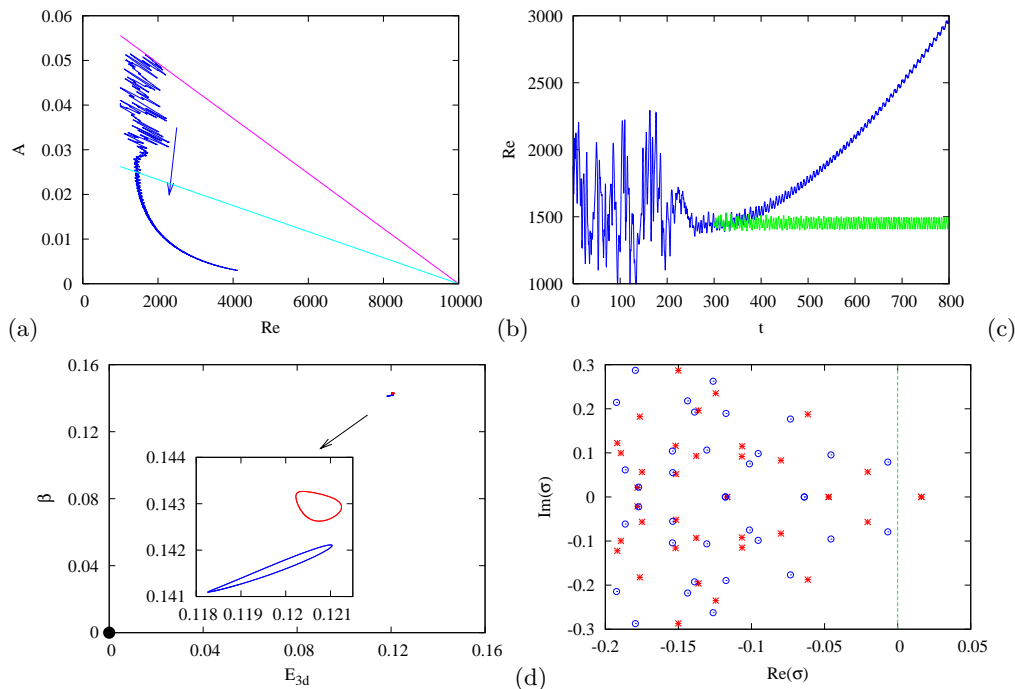 0.06
0.05
0.04
0.03
0.02
0.01
0
A
0 2000 4000 6000 8000 10000
Re
(a)
3000
2500
2000
1500
1000
Re
0 100 200 300 400 500 600 700 800
t
(b)
(c)
0.16
0.12
0.08
0.04
0
β
0.144
0.143
0.142
0.141
0.118 0.119 0.12 0.121
0 0.04 0.08 0.12 0.16
E3d
(d)
0.3
0.2
0.1
0
-0.1
-0.2
-0.3
Im(σ)
-0.2 -0.15 -0.1 -0.05 0 0.05
Re(σ)